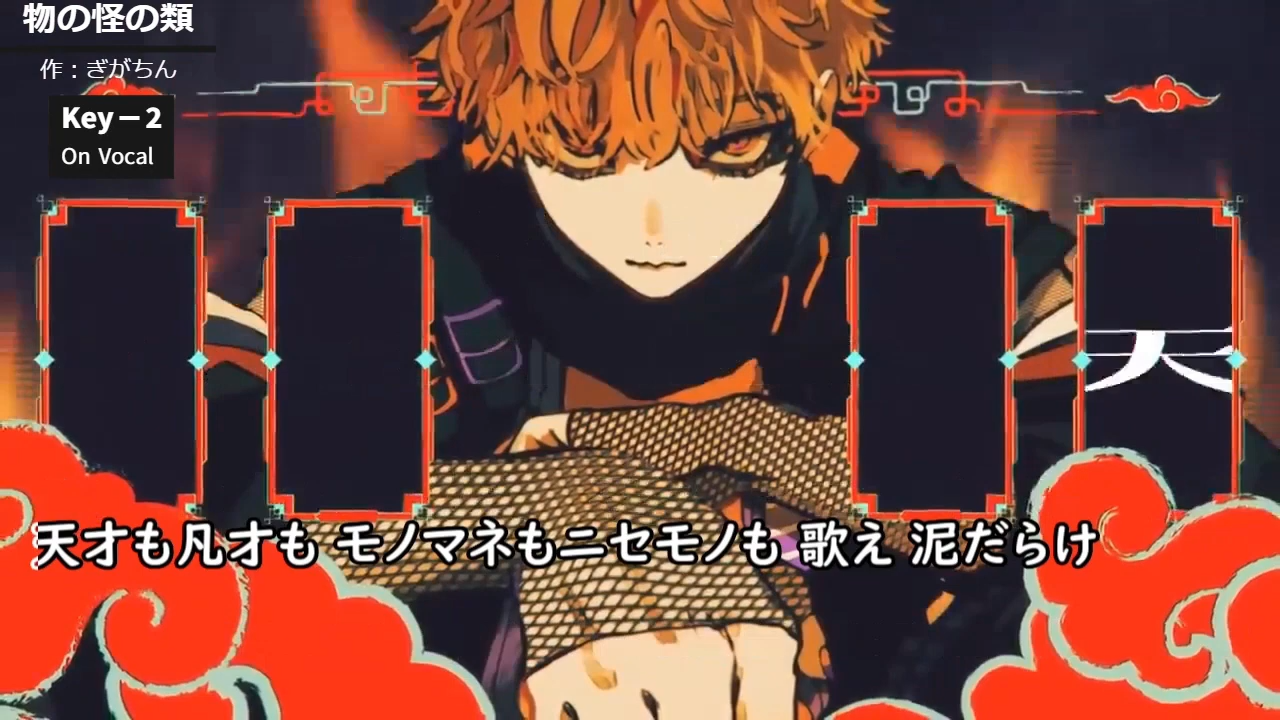 物の怪の類
作：ぎがちん
Key－2
On Vocal
天
天才も凡才も モノマネもニセモノも 歌え 泥だらけ